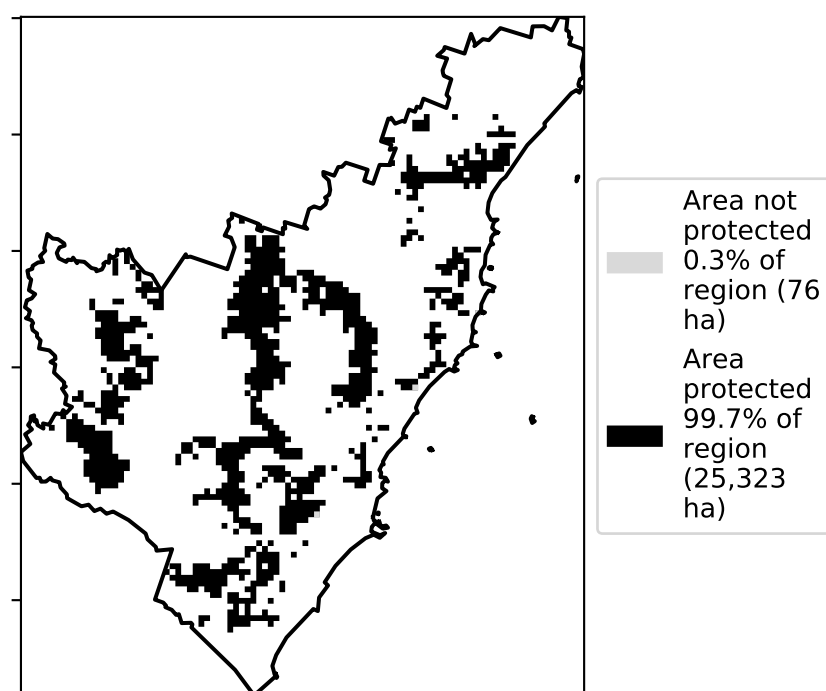 Area not
protected
0.3% of
region (76
ha)
Area
protected
99.7% of
region
(25,323
ha)